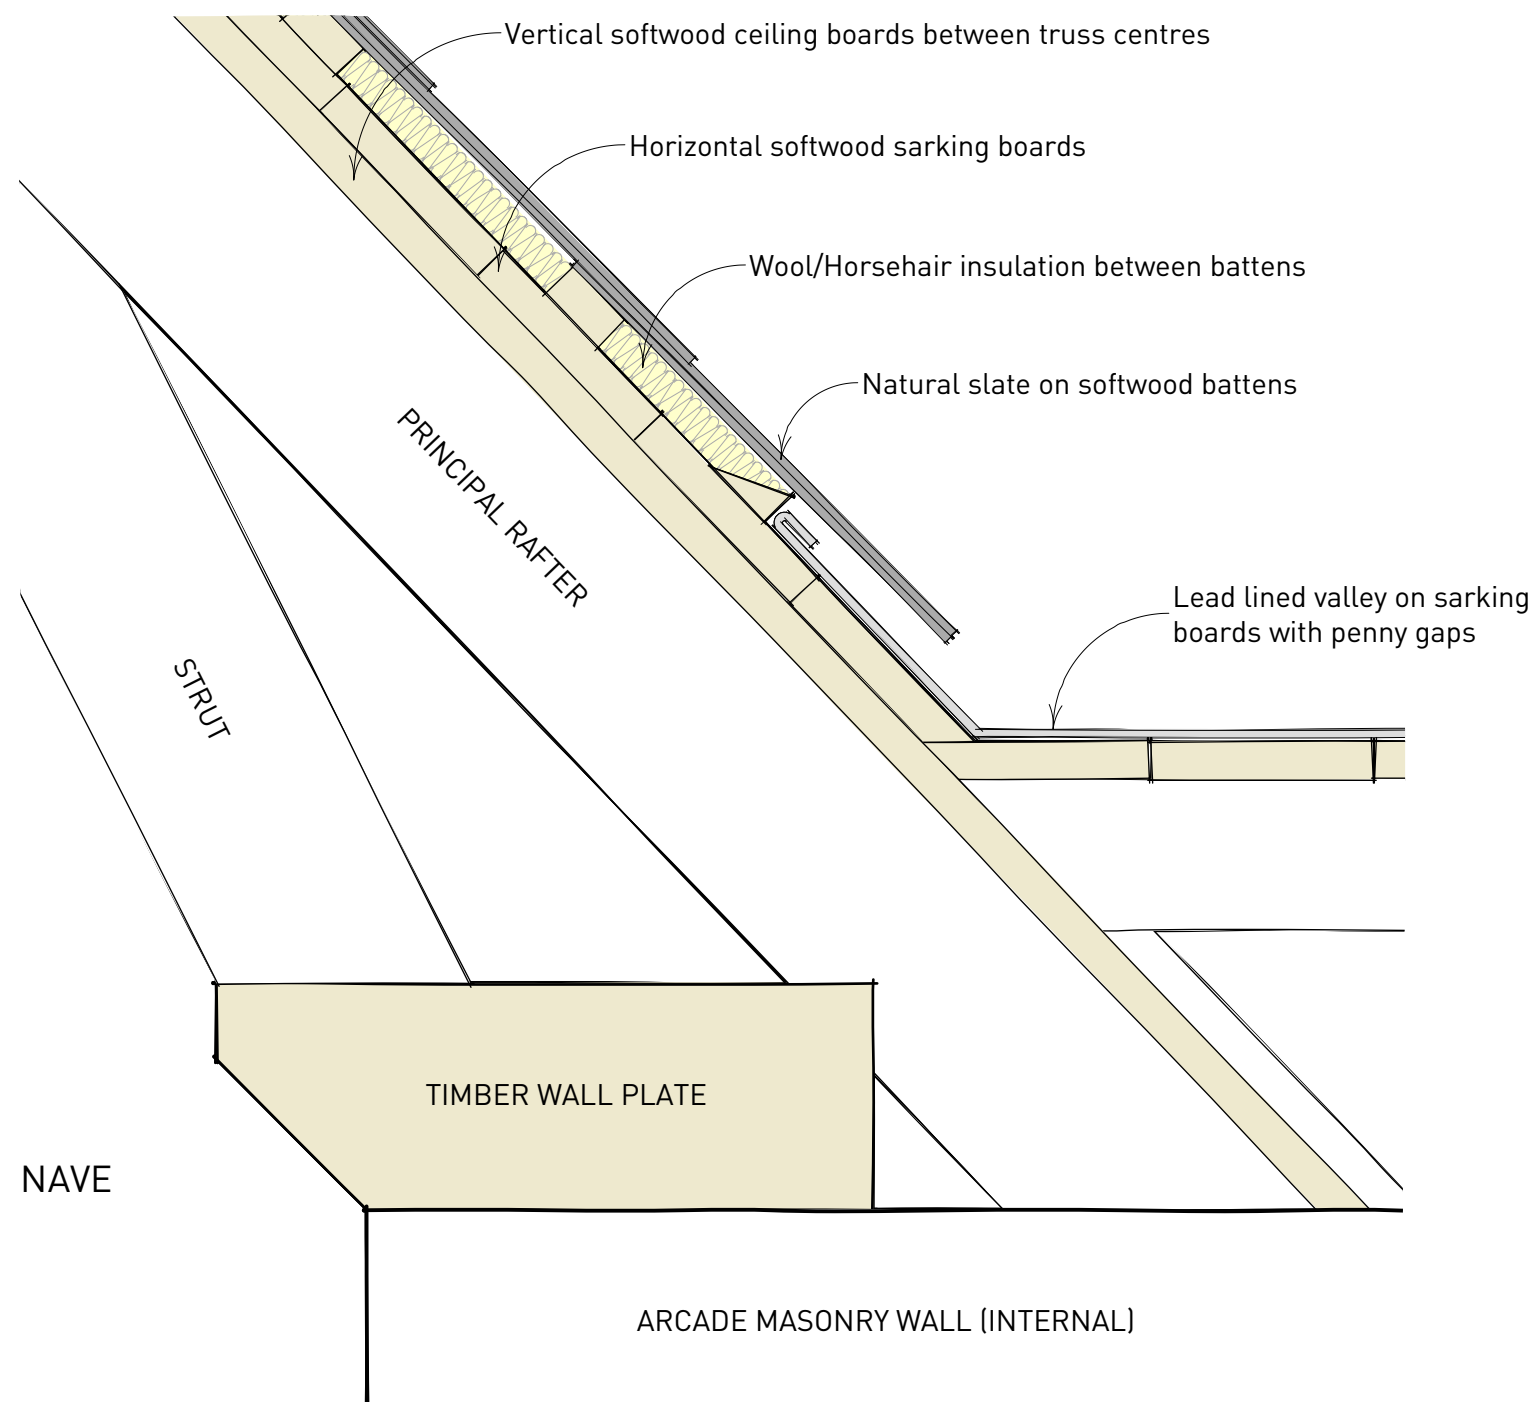 Vertical softwood ceiling boards between truss centres
Horizontal softwood sarking boards
Wool/Horsehair insulation between battens
Natural slate on softwood battens
PRINCIPAL RAFTER
Lead lined valley on sarking
boards with penny gaps
STRUT
TIMBER WALL PLATE
NAVE
ARCADE MASONRY WALL (INTERNAL)